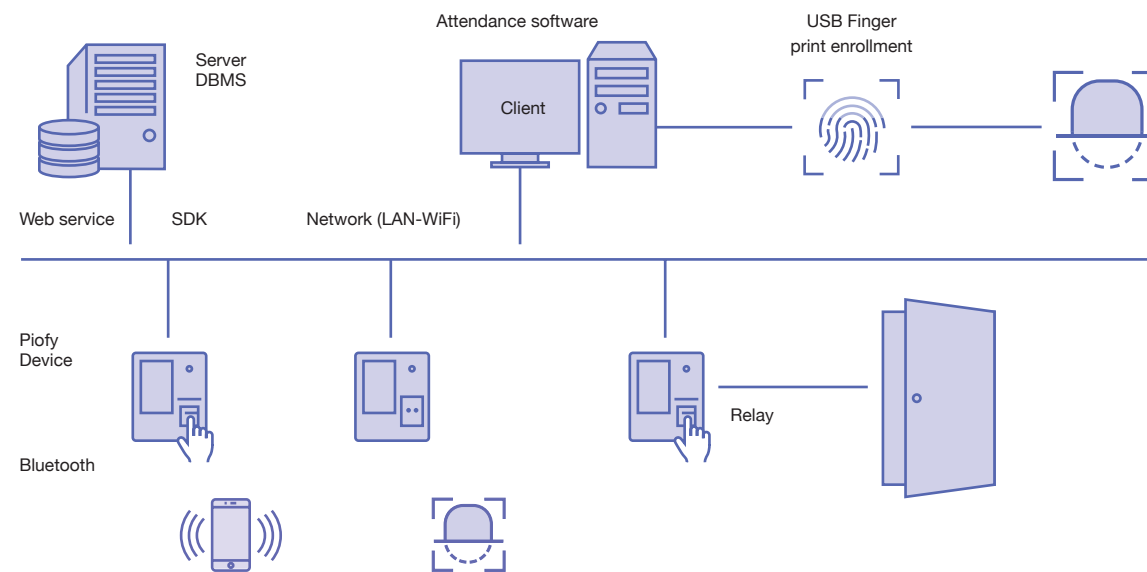 Attendance software
USB Finger
print enrollment
Server
DBMS
Client
Web service
SDK
Network (LAN-WiFi)
Piofy
Device
Relay
Bluetooth